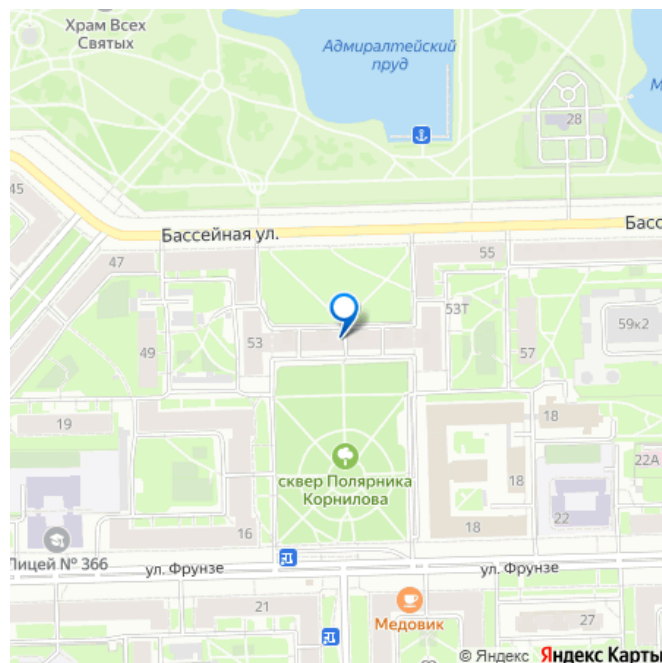 Храм Всех
Святых
Адмиралтейский
пруд
М
28
45
Бассейная ул.
Басс
47
55
53Т
59к2
49
53
57
19
18
сквер Полярника
Корнилова
22А
18
16
18
22
Лицей № 366
ул. Фрунзе
ул. Фрунзе
21
Медовик
27
© Яндекс Яндекс Карты